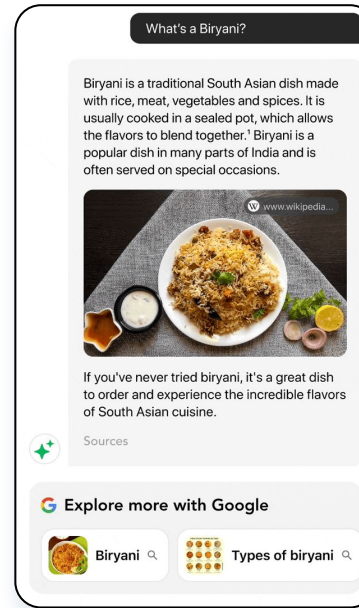 What's a Biryani?
Biryani is a traditional South Asian dish made
with rice, meat, vegetables and spices. It is
usually cooked in a sealed pot, which allows
the flavors to blend together.¹ Biryani is a
popular dish in many parts of India and is
often served on special occasions.
W www.wikipedia...
If you've never tried biryani, it's a great dish
to order and experience the incredible flavors
of South Asian cuisine.
Sources
G Explore more with Google
Biryani
Types of biryani